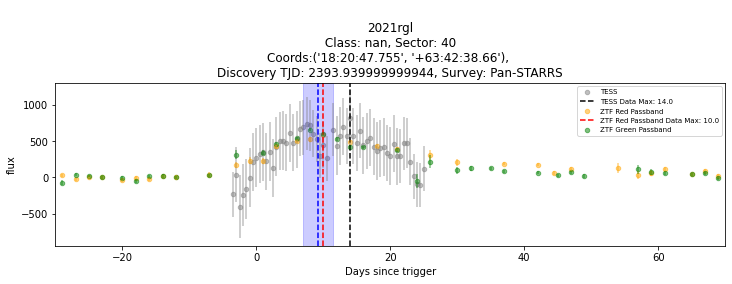 2021rgl
Class: nan, Sector: 40
Coords:('18:20:47.755', '+63:42:38.66'),
Discovery TJD: 2393.939999999944, Survey: Pan-STARRS
TESS
TESS Data Max: 14.0
ZTF Red Passband
ZTF Red Passband Data Max: 10.0
ZTF Green Passband
flux
1000
500
0
−500
−20
0
20
40
60
Days since trigger